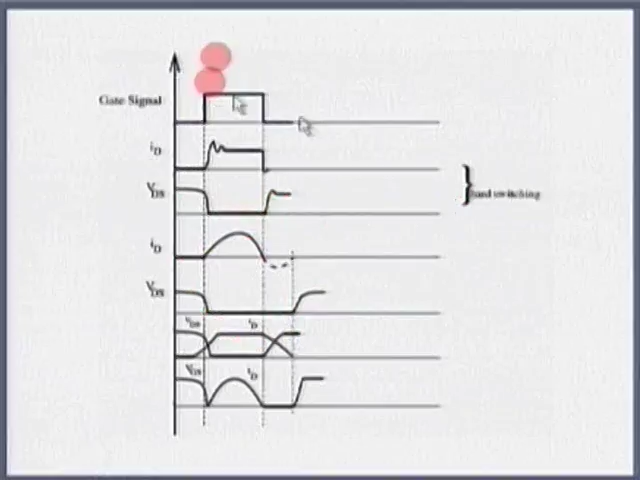 Gate Signal
iD
VDS
hard switching
iD
VDS
vDS iD
VDS iD